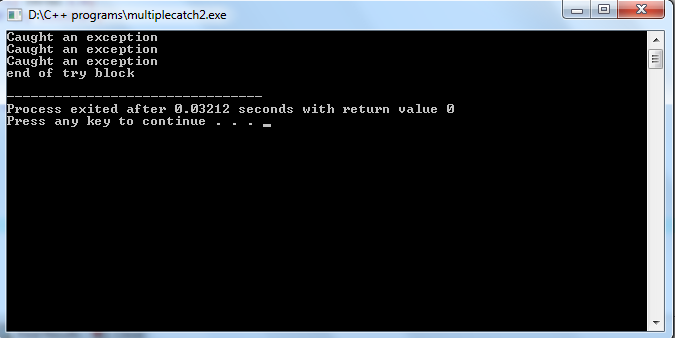 D:\C++ programs\multiplecatch2.exe
Caught an exception
Caught an exception
Caught an exception
end of try block
--------------------------------
Process exited after 0.03212 seconds with return value 0
Press any key to continue . . . _